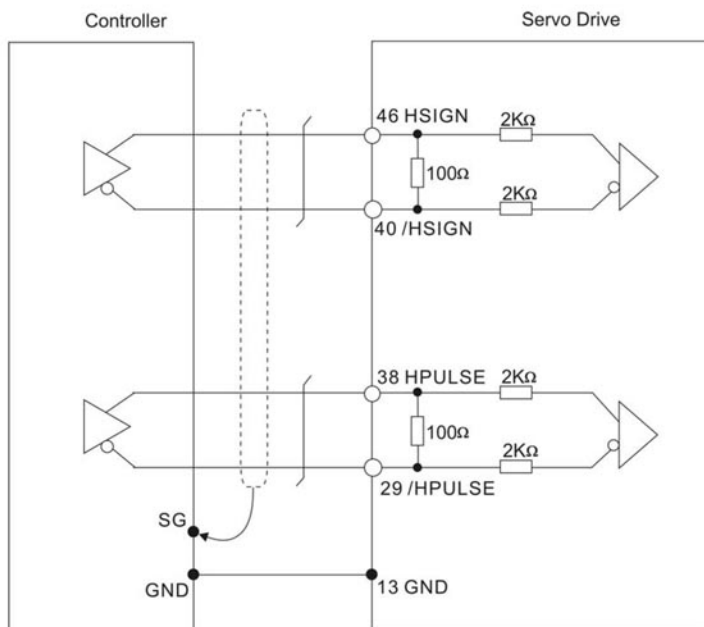 Controller
Servo Drive
46 HSIGN
2KΩ
100Ω
2KΩ
40 /HSIGN
38 HPULSE
2KΩ
100Ω
2KΩ
29 /HPULSE
SG
GND
13 GND